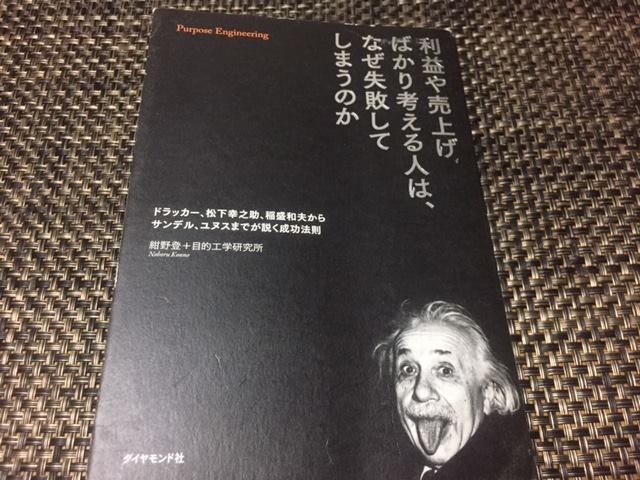 Purpose Engineering
利益や売上げ
ばかり考える人は、
なぜ失敗して
しまうのか
ドラッカー、松下幸之助、稲盛和夫から
サンデル、ユヌスまでが説く成功法則
紺野登+目的工学研究所
Noboru Konno
ダイヤモンド社